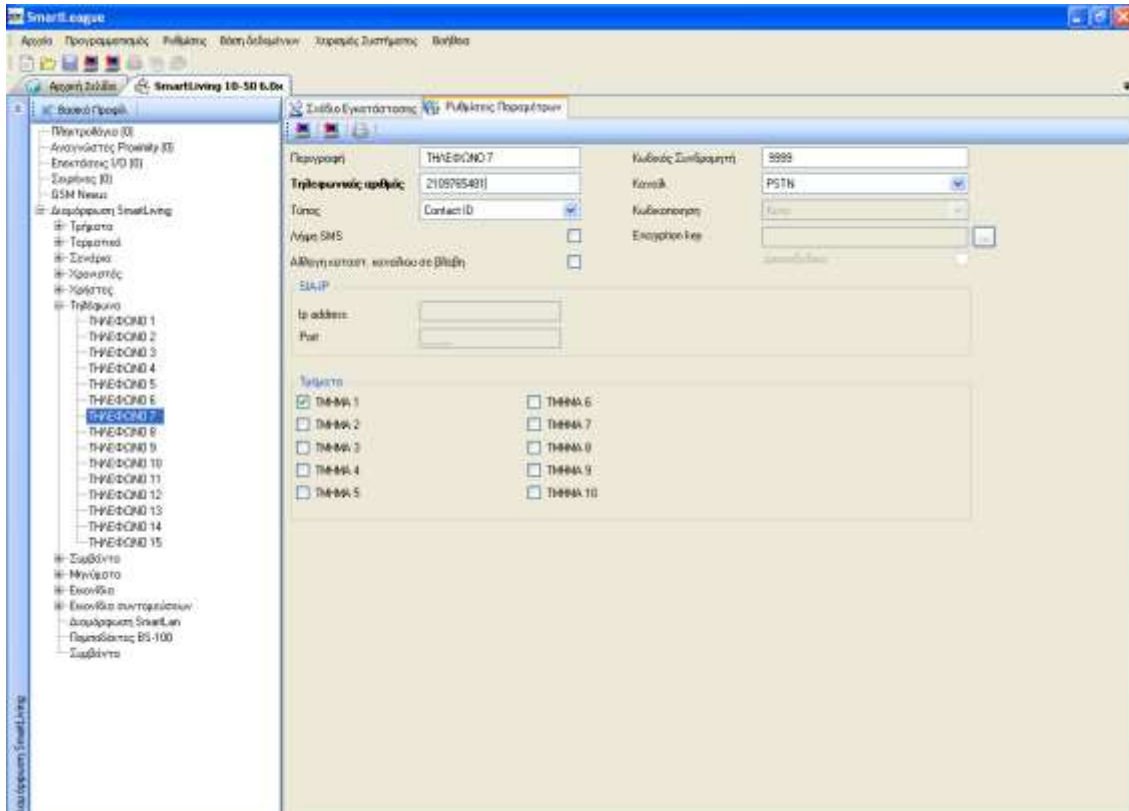 SmartLeague
Αρχείο Προγραμματισμός Ρυθμίσεις Βάση Δεδομένων Χειρισμός Συστήματος Βοήθεια
Αρχική Σελίδα SmartLiving 10-50 6.0x
Βασικό Προφίλ
Πληκτρολόγια (0)
Αναγνώστες Proximity (0)
Επεκτάσεις I/O (0)
Σειρήνες (0)
GSM Nexus
Διαμόρφωση SmartLiving
Τμήματα
Τερματικά
Σενάρια
Χρονιστής
Χρήστες
Τηλέφωνα
ΤΗΛΕΦΩΝΟ 1
ΤΗΛΕΦΩΝΟ 2
ΤΗΛΕΦΩΝΟ 3
ΤΗΛΕΦΩΝΟ 4
ΤΗΛΕΦΩΝΟ 5
ΤΗΛΕΦΩΝΟ 6
ΤΗΛΕΦΩΝΟ 7
ΤΗΛΕΦΩΝΟ 8
ΤΗΛΕΦΩΝΟ 9
ΤΗΛΕΦΩΝΟ 10
ΤΗΛΕΦΩΝΟ 11
ΤΗΛΕΦΩΝΟ 12
ΤΗΛΕΦΩΝΟ 13
ΤΗΛΕΦΩΝΟ 14
ΤΗΛΕΦΩΝΟ 15
Συμβάντα
Μηνύματα
Εικονίδια
Εικονίδια συντομεύσεων
Διαμόρφωση SmartLan
Πομποδέκτες BS-100
Συμβάντα
Διαμόρφωση SmartLiving
Σχέδιο Εγκατάστασης Ρυθμίσεις Παραμέτρων
Περιγραφή ΤΗΛΕΦΩΝΟ 7 Κωδικός Συνδρομητή 9999
Τηλεφωνικός αριθμός 2109765481 Κανάλι PSTN
Τύπος Contact ID Κωδικοποίηση
Λήψη SMS Encryption key
Αλλαγή καταστ. καναλιού σε βλάβη
SIA-IP
Ip address
Port
Τμήματα
ΤΜΗΜΑ 1 ΤΜΗΜΑ 6
ΤΜΗΜΑ 2 ΤΜΗΜΑ 7
ΤΜΗΜΑ 3 ΤΜΗΜΑ 8
ΤΜΗΜΑ 4 ΤΜΗΜΑ 9
ΤΜΗΜΑ 5 ΤΜΗΜΑ 10